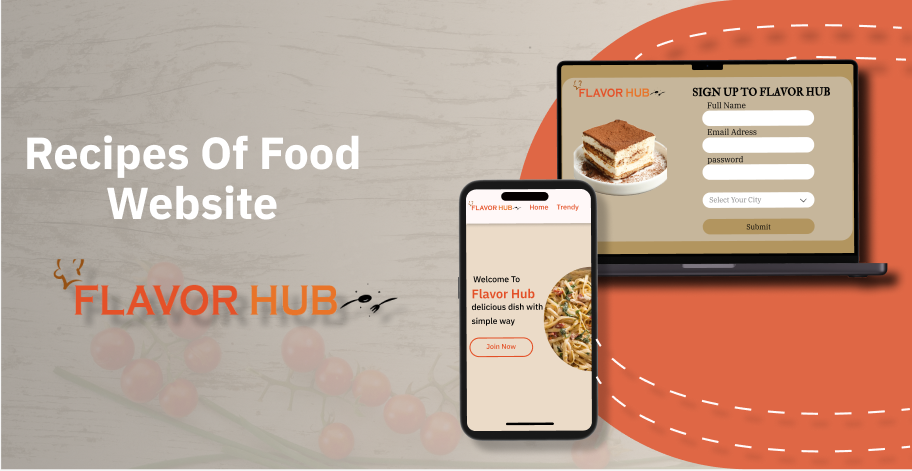 Recipes Of Food
Website
FLAVOR HUB
FLAVOR HUB
SIGN UP TO FLAVOR HUB
Full Name
Email Adress
password
Select Your City
Submit
FLAVOR HUB
Home
Trendy
Welcome To
Flavor Hub
delicious dish with
simple way
Join Now